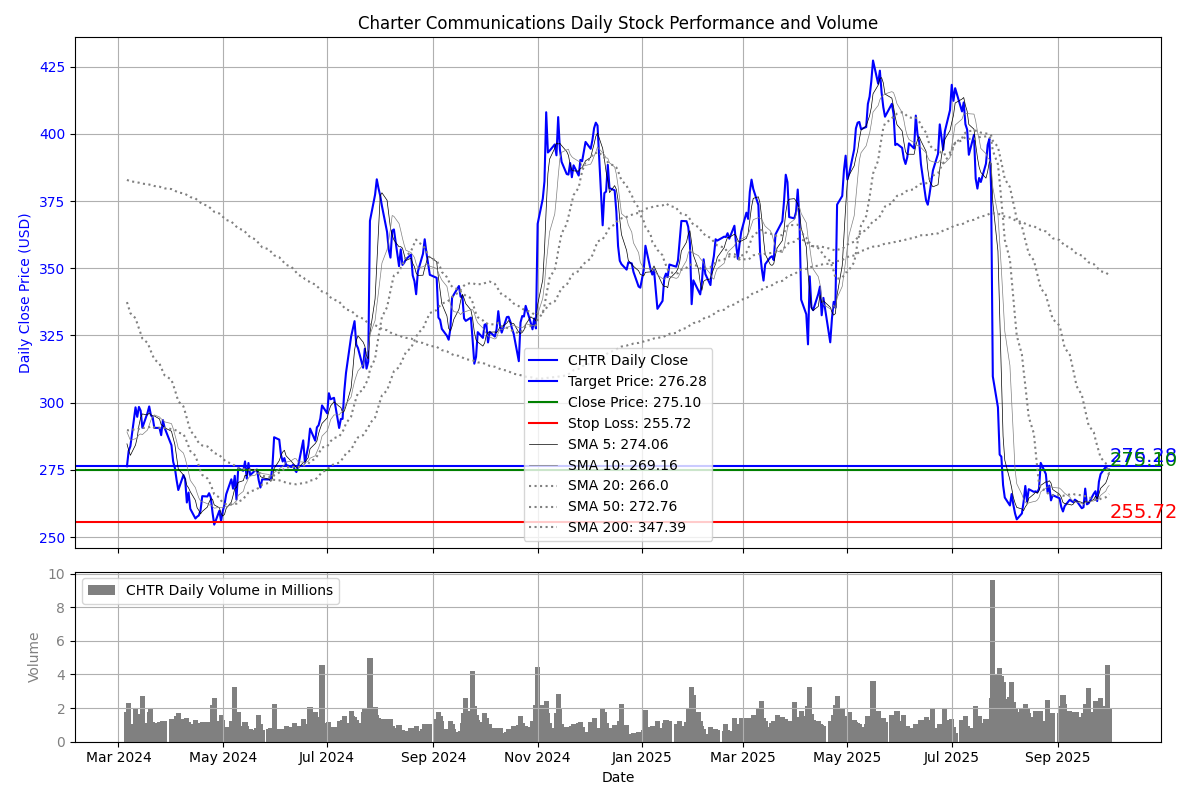 Charter Communications Daily Stock Performance and Volume
Daily Close Price (USD)
425
400
375
350
325
300
275
250
CHTR Daily Close
Target Price: 276.28
Close Price: 275.10
Stop Loss: 255.72
SMA 5: 274.06
SMA 10: 269.16
SMA 20: 266.0
SMA 50: 272.76
SMA 200: 347.39
276.28
275.10
255.72
Volume
10
8
6
4
2
0
CHTR Daily Volume in Millions
Mar 2024 May 2024 Jul 2024 Sep 2024 Nov 2024 Jan 2025 Mar 2025 May 2025 Jul 2025 Sep 2025
Date